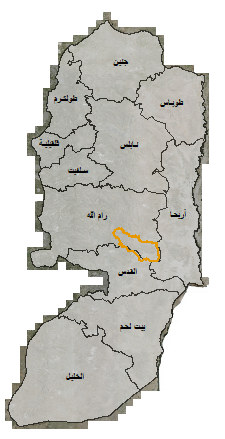 جنين
طوباس
طولكرم
نابلس
قلقيلية
سلفيت
أريحا
رام الله
القدس
بيت لحم
الخليل